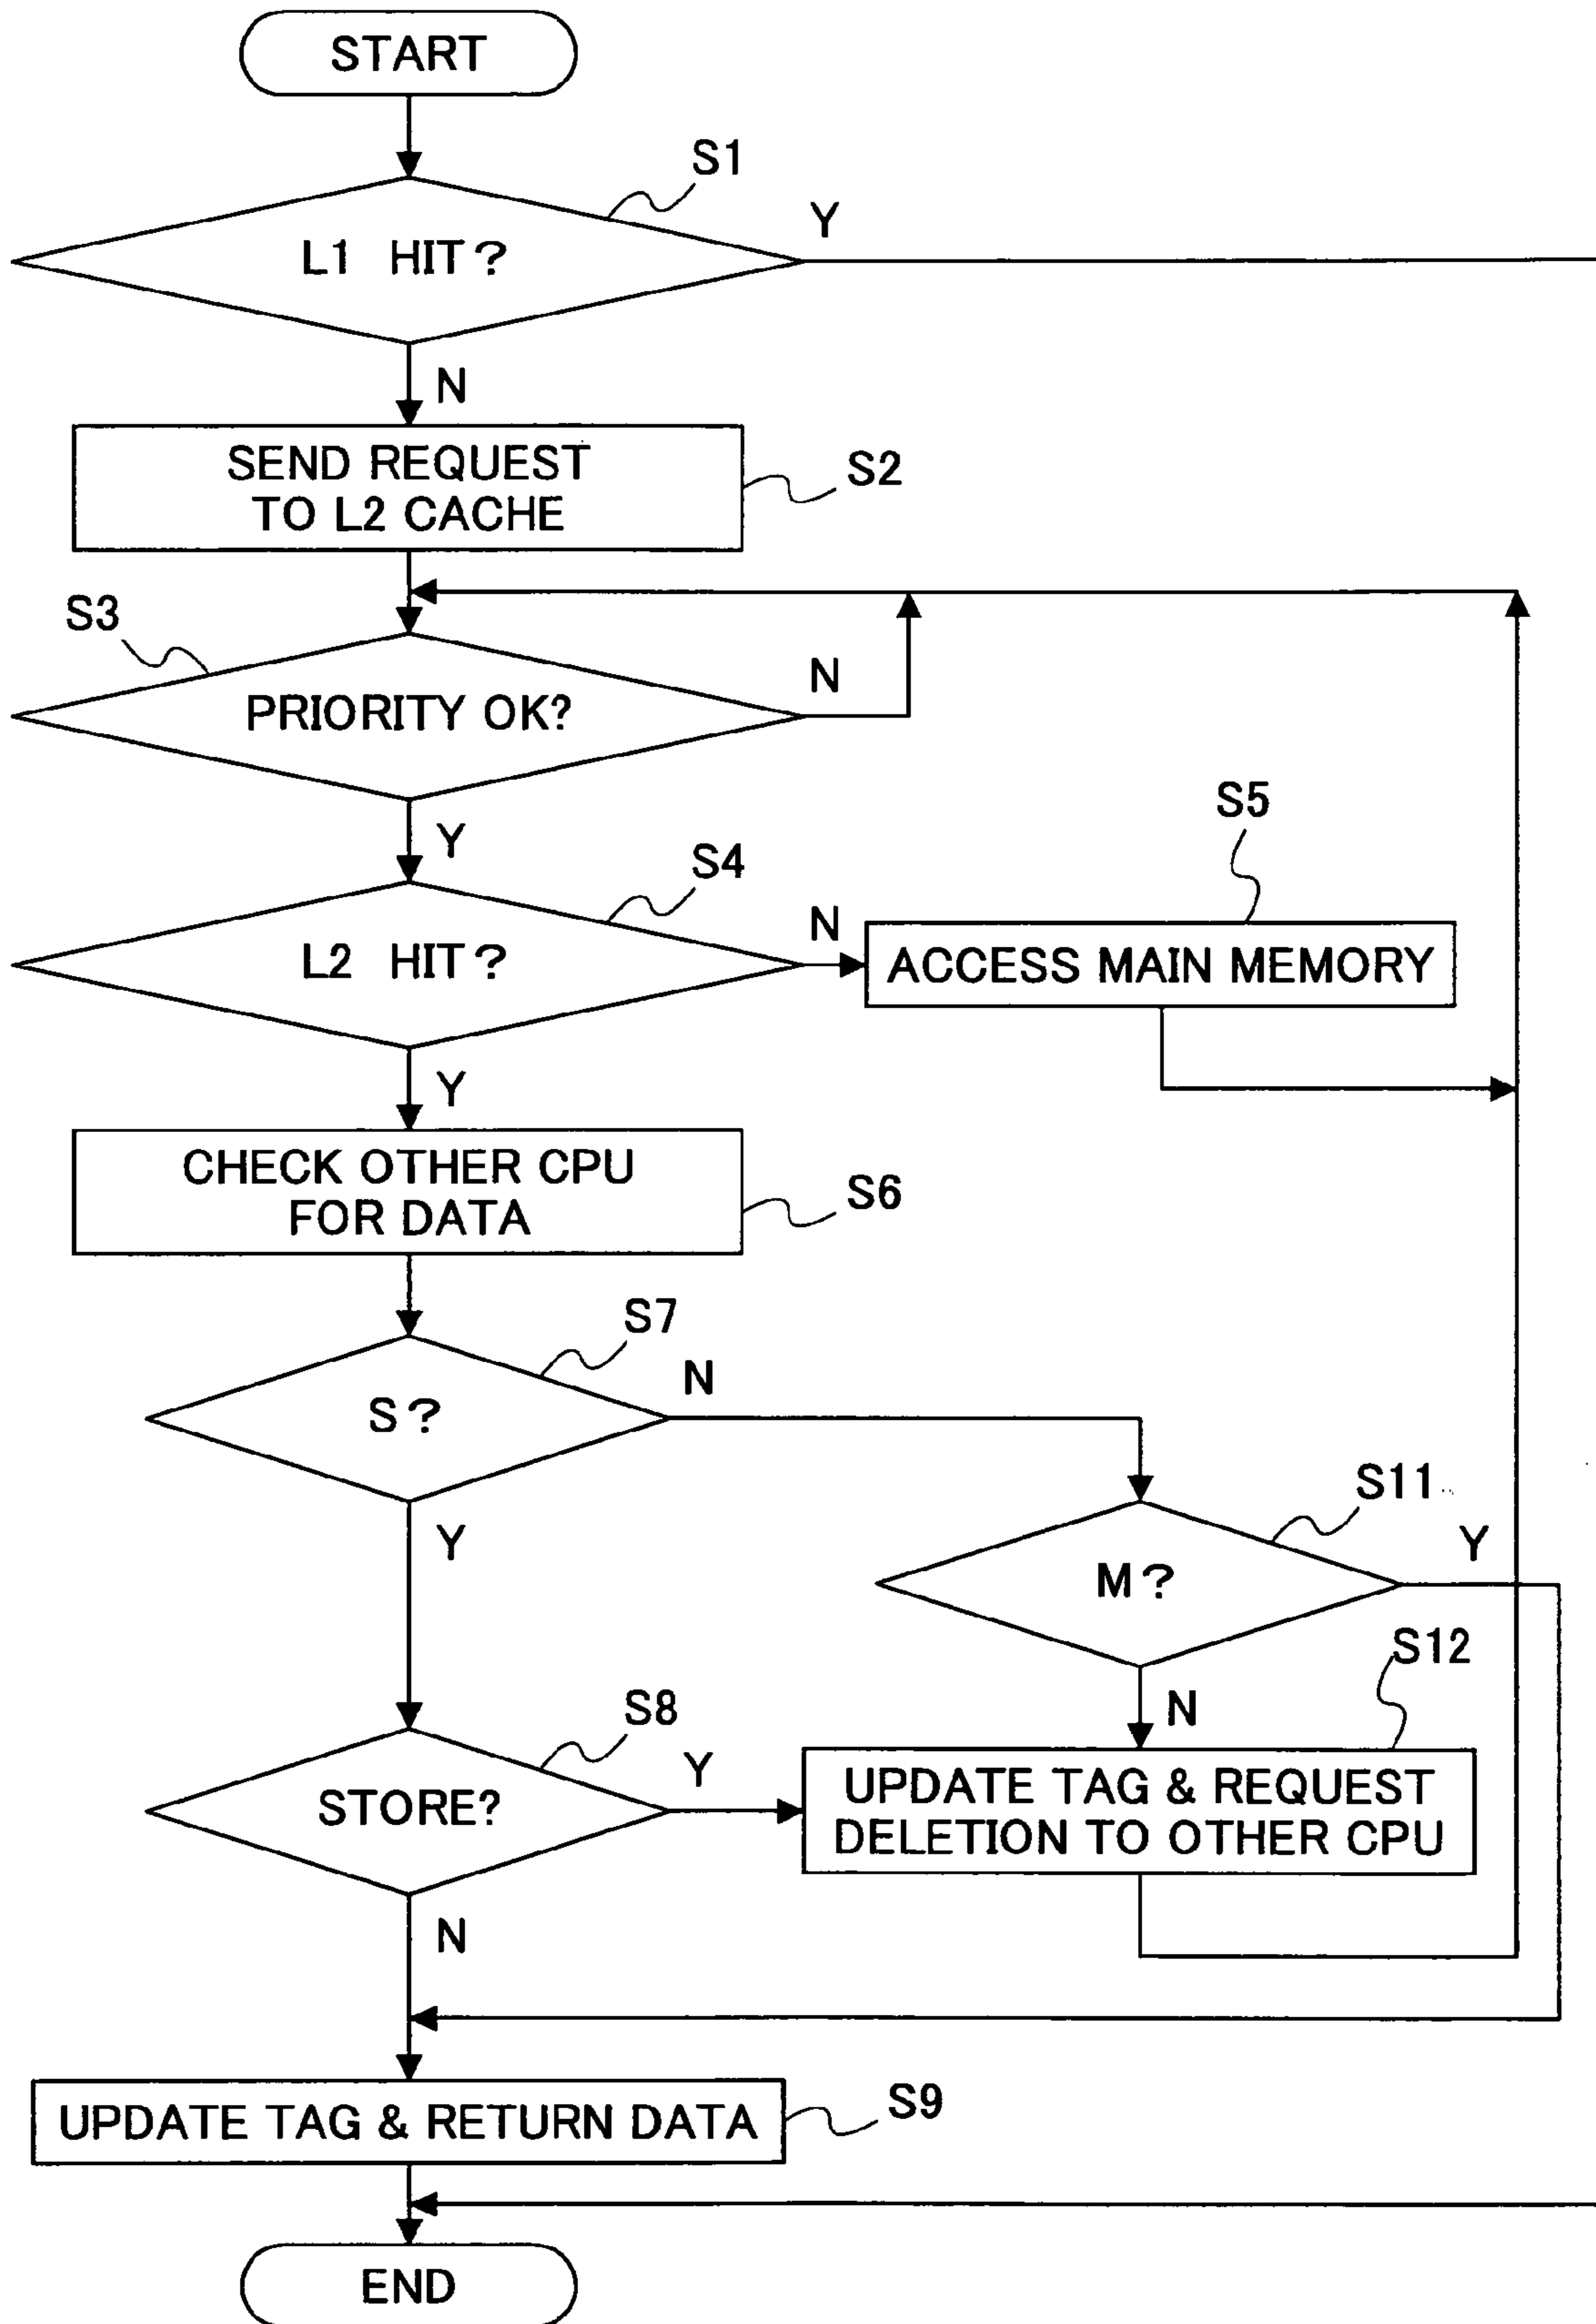 START
S1
Y
L1 HIT?
N
SEND REQUEST
TO L2 CACHE
S2
S3
N
PRIORITY OK?
Y
S5
S4
N
L2 HIT?
ACCESS MAIN MEMORY
Y
CHECK OTHER CPU
FOR DATA
S6
S7
N
S?
S11
Y
Y
M?
S12
S8
N
Y
UPDATE TAG & REQUEST
DELETION TO OTHER CPU
STORE?
N
UPDATE TAG & RETURN DATA
S9
END